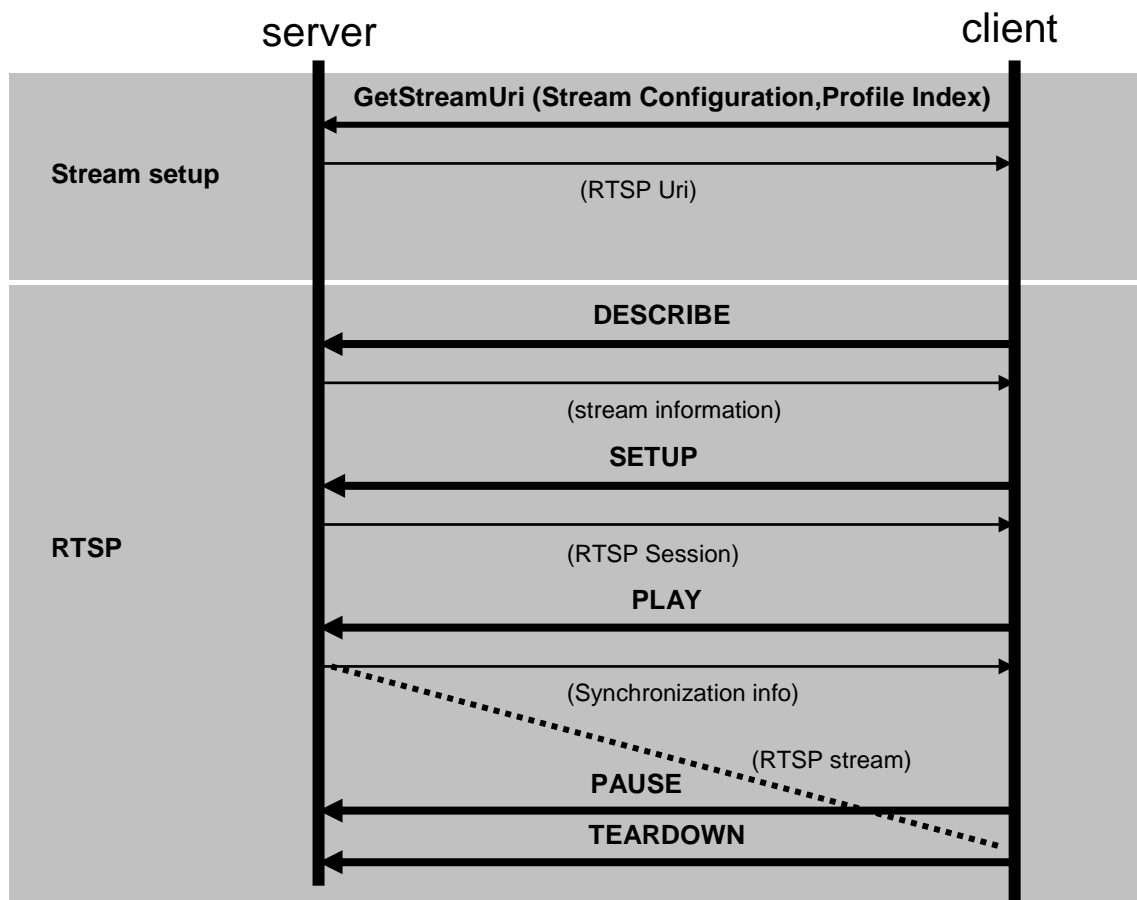 server
client
GetStreamUri (Stream Configuration,Profile Index)
Stream setup
(RTSP Uri)
DESCRIBE
(stream information)
SETUP
RTSP
(RTSP Session)
PLAY
(Synchronization info)
(RTSP stream)
PAUSE
TEARDOWN